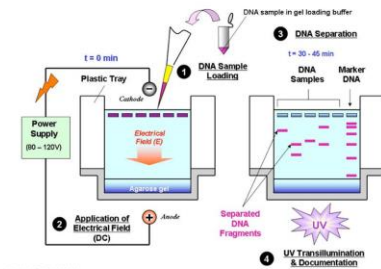 DNA sample in gel loading buffer
t = 0 min
Plastic Tray
Cathode
1
DNA Sample
Loading
Power
Supply
(80 – 120V)
Electrical
Field (E)
Agarose gel
2
Application of
Electrical Field
(DC)
Anode
3
DNA Separation
t = 30 - 45 min
DNA
Samples
Marker
DNA
Separated
DNA
Fragments
UV
4
UV Transillumination
& Documentation